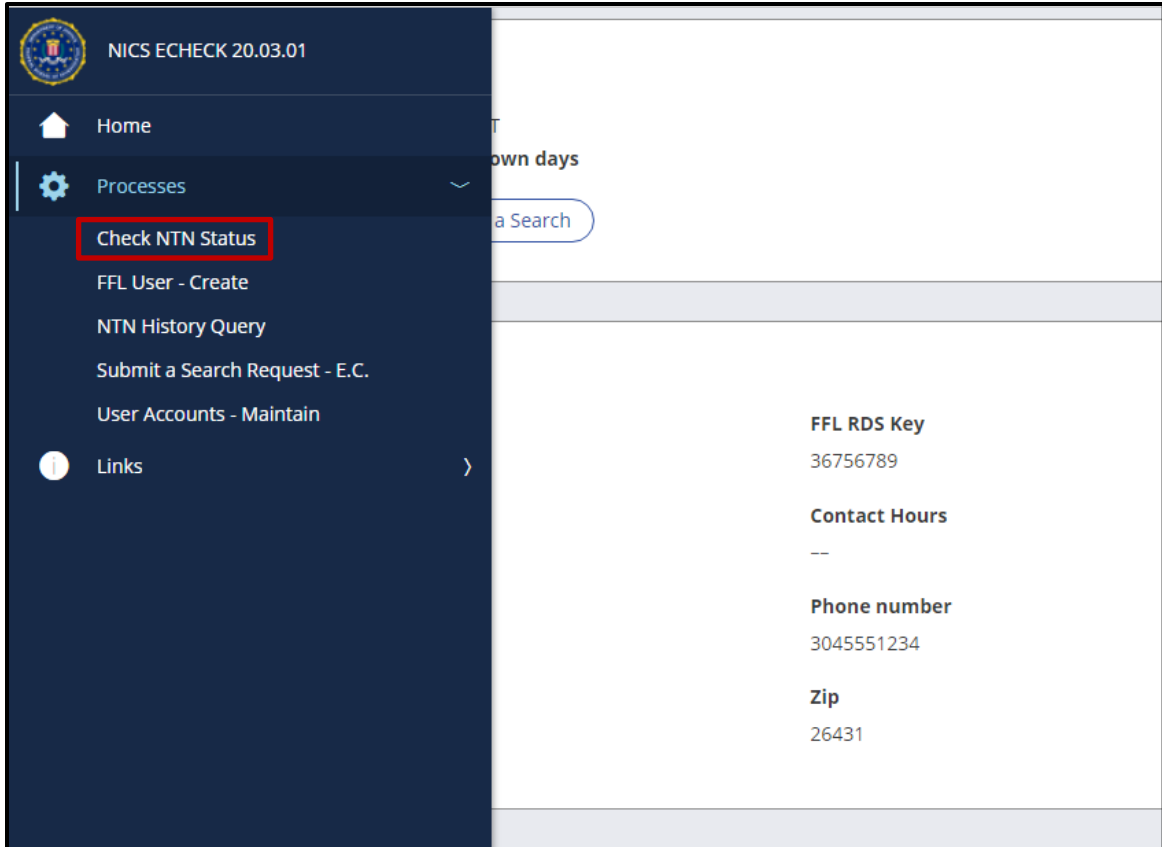 NICS ECHECK 20.03.01
Home
T
own days
Processes
a Search
Check NTN Status
FFL User - Create
NTN History Query
Submit a Search Request - E.C.
User Accounts - Maintain
Links
FFL RDS Key
36756789
Contact Hours
––
Phone number
3045551234
Zip
26431